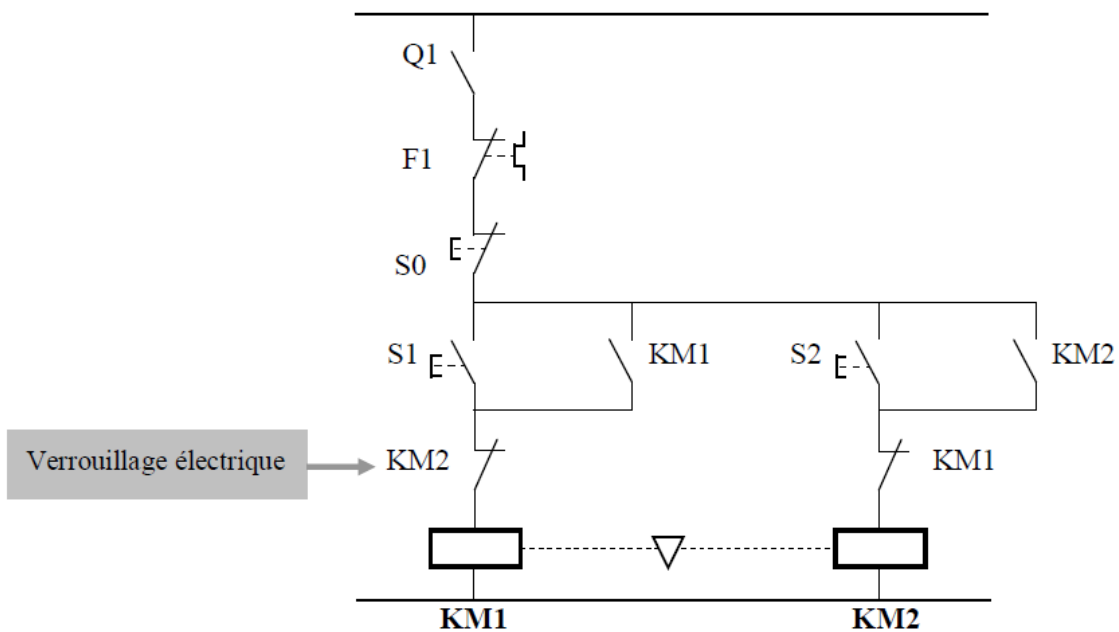 Q1
F1
S0
S1
KM1
S2
KM2
Verrouillage électrique
KM2
KM1
KM1
KM2